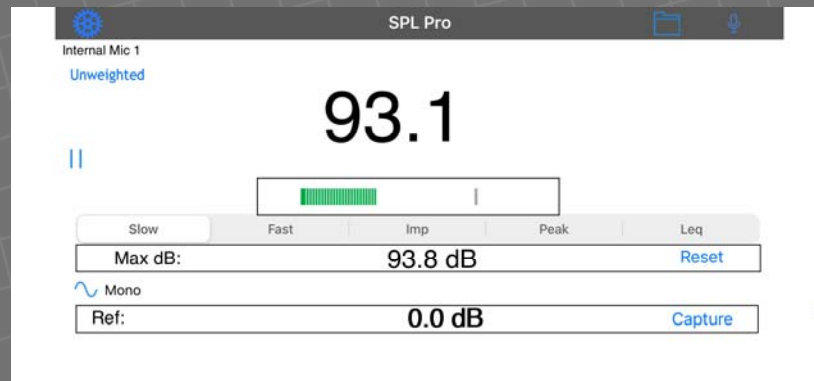 SPL Pro
Internal Mic 1
Unweighted
93.1
Slow Fast Imp Peak Leq
Max dB: 93.8 dB Reset
Mono
Ref: 0.0 dB Capture